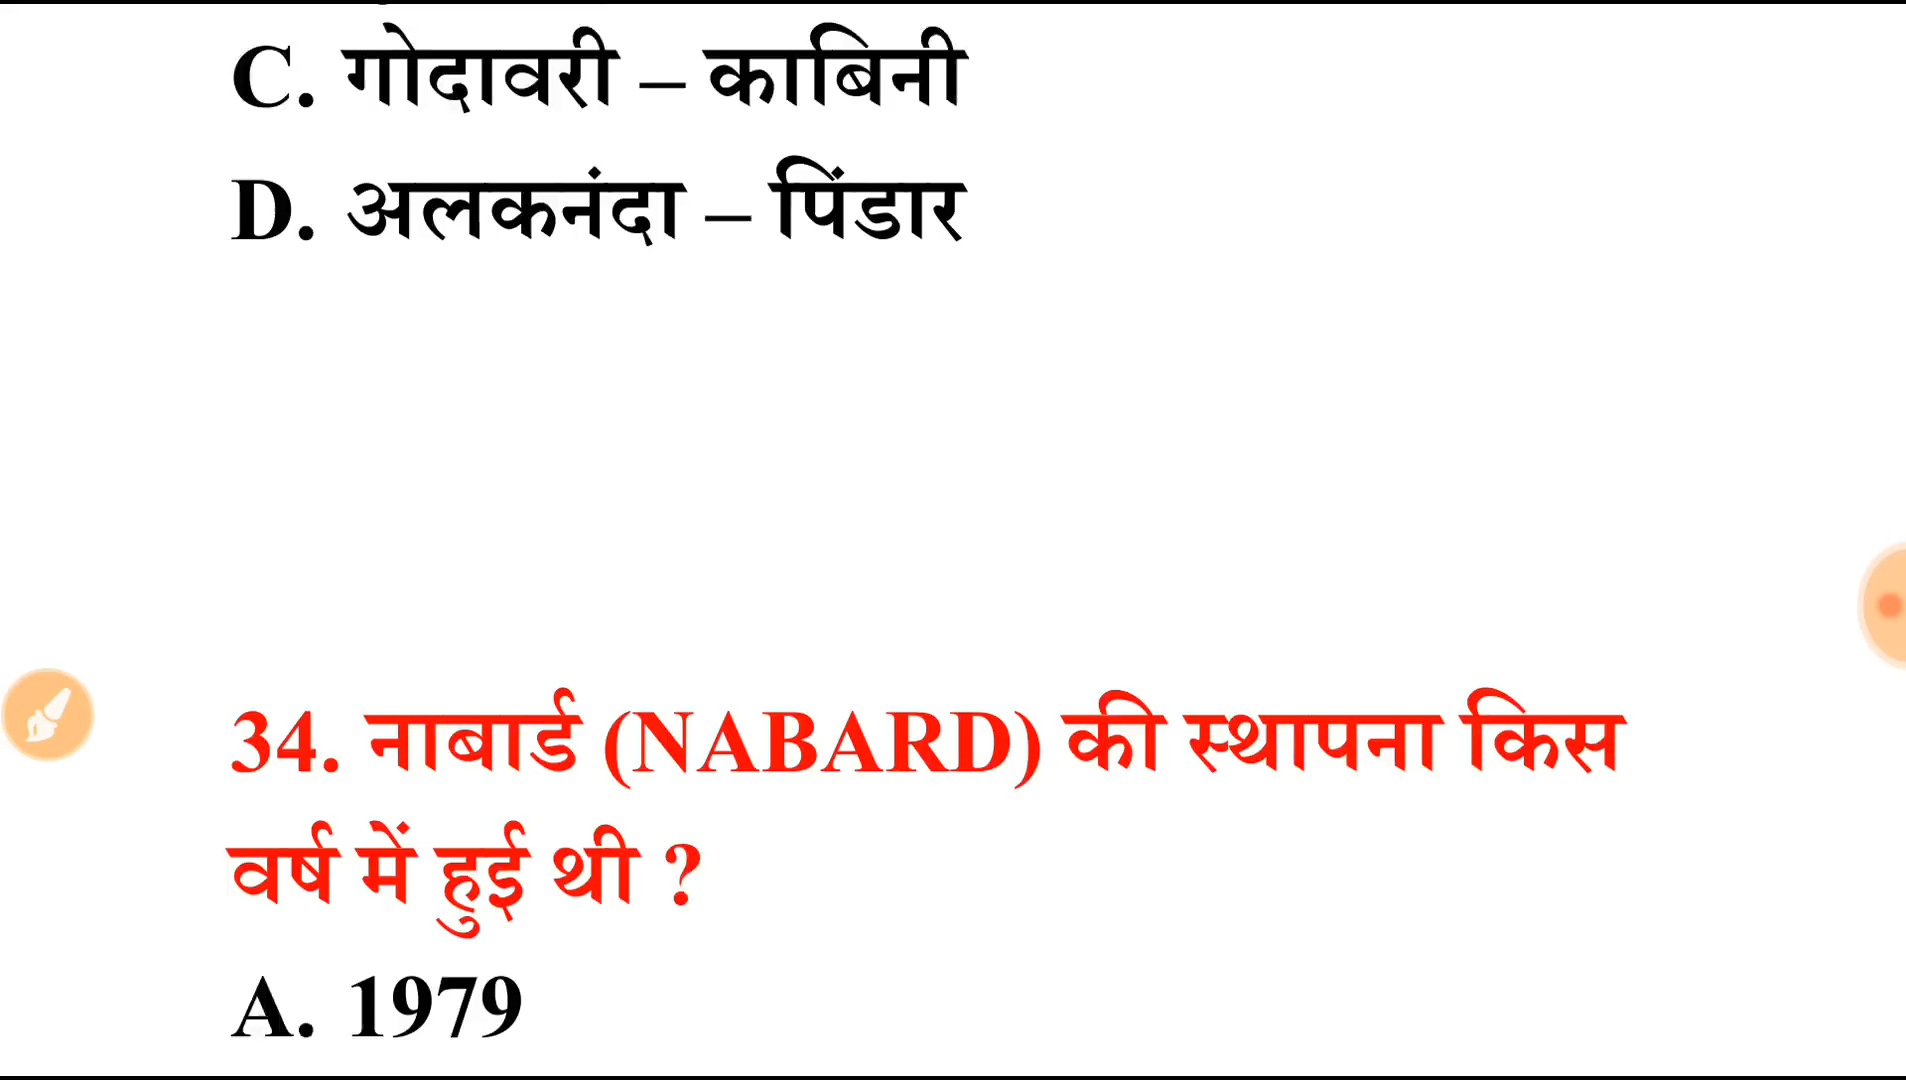 C. गोदावरी – काबिनी
D. अलकनंदा – पिंडार
34. नाबार्ड (NABARD) की स्थापना किस
वर्ष में हुई थी ?
A. 1979